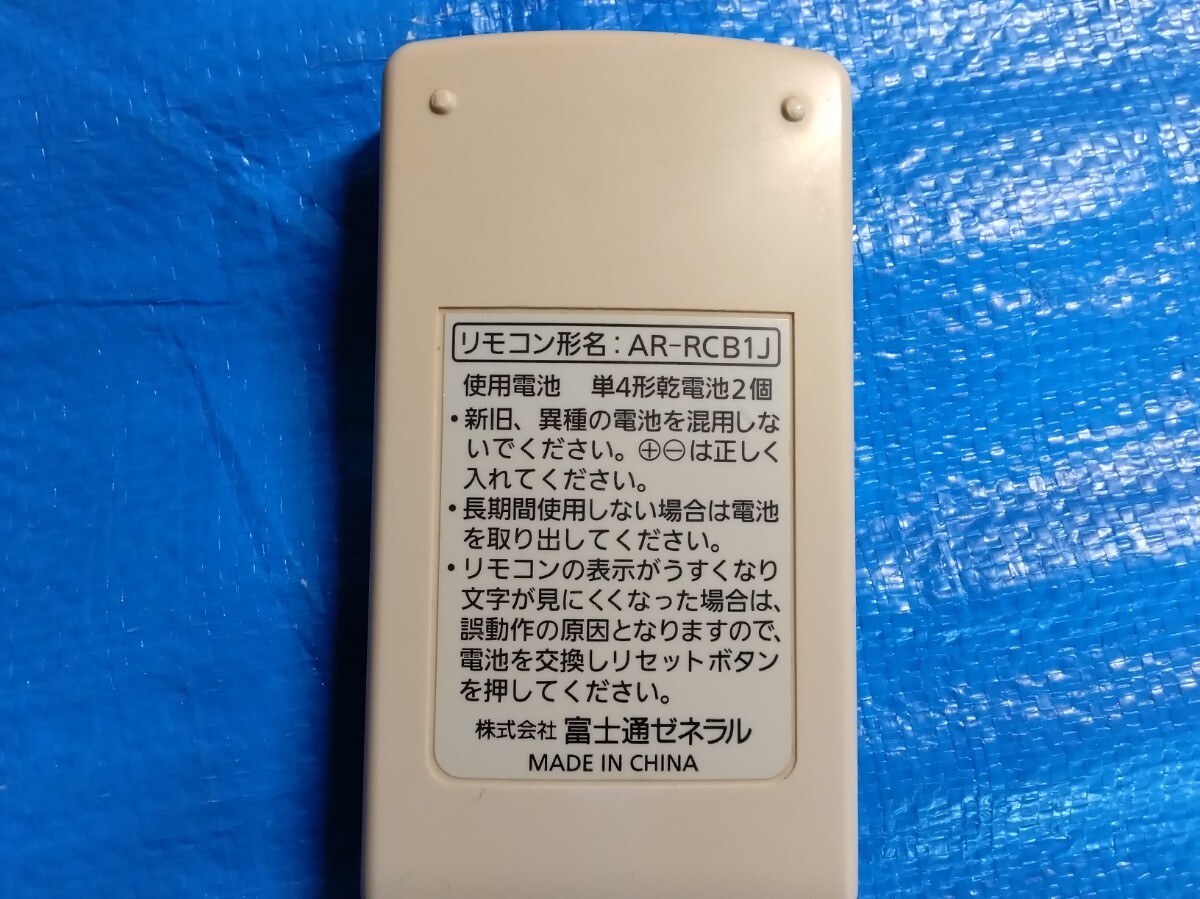 リモコン形名：AR-RCB1J
使用電池　単4形乾電池2個
・新旧、異種の電池を混用しな
いでください。⊕⊖は正しく
入れてください。
・長期間使用しない場合は電池
を取り出してください。
・リモコンの表示がうすくなり
文字が見にくくなった場合は、
誤動作の原因となりますので、
電池を交換しリセットボタン
を押してください。
株式会社 富士通ゼネラル
MADE IN CHINA